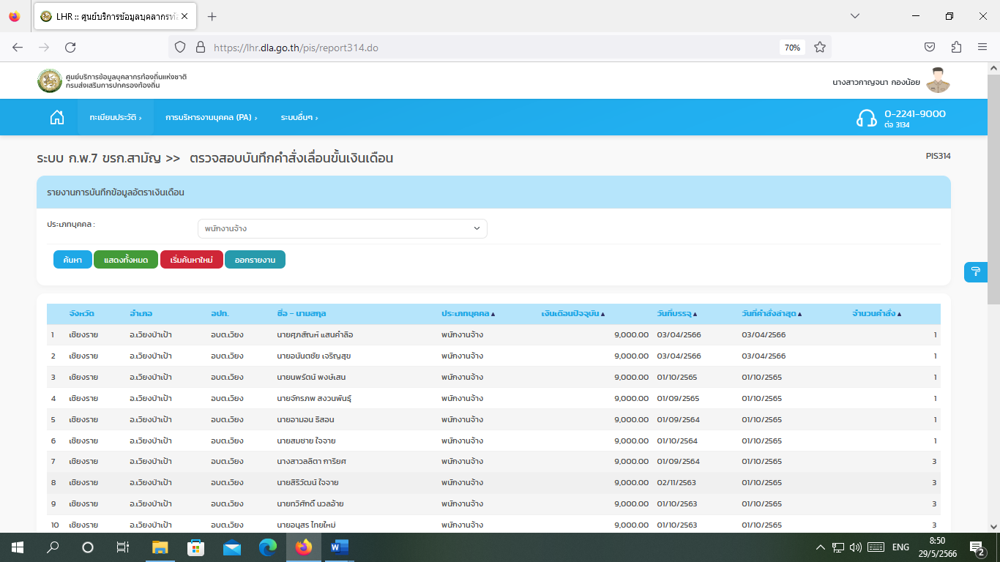 LHR :: ศูนย์บริการข้อมูลบุคลากรท้
https://lhr.dla.go.th/pis/report314.do
70%
ศูนย์บริการข้อมูลบุคลากรท้องถิ่นแห่งชาติ
กรมส่งเสริมการปกครองท้องถิ่น
นางสาวกาญจนา กองน้อย
ทะเบียนประวัติ ›
การบริหารงานบุคคล (PA) ›
ระบบอื่นๆ ›
0-2241-9000
ต่อ 3134
ระบบ ก.พ.7 ขรก.สามัญ >> ตรวจสอบบันทึกคำสั่งเลื่อนขั้นเงินเดือน
PIS314
รายงานการบันทึกข้อมูลอัตราเงินเดือน
ประเภทบุคคล :
พนักงานจ้าง
ค้นหา แสดงทั้งหมด เริ่มค้นหาใหม่ ออกรายงาน
จังหวัด อำเภอ อปท. ชื่อ - นามสกุล ประเภทบุคคล▲ เงินเดือนปัจจุบัน▲ วันที่บรรจุ▲ วันที่คำสั่งล่าสุด▲ จำนวนคำสั่ง▲
1 เชียงราย อ.เวียงป่าเป้า อบต.เวียง นายศุภสัณห์ แสนคำลือ พนักงานจ้าง 9,000.00 03/04/2566 03/04/2566 1
2 เชียงราย อ.เวียงป่าเป้า อบต.เวียง นายอนันตชัย เจริญสุข พนักงานจ้าง 9,000.00 03/04/2566 03/04/2566 1
3 เชียงราย อ.เวียงป่าเป้า อบต.เวียง นายนพรัตน์ พงษ์เสน พนักงานจ้าง 9,000.00 01/10/2565 01/10/2565 1
4 เชียงราย อ.เวียงป่าเป้า อบต.เวียง นายจักรภพ สงวนพันธุ์ พนักงานจ้าง 9,000.00 01/09/2565 01/10/2565 1
5 เชียงราย อ.เวียงป่าเป้า อบต.เวียง นายอามอน ธิสอน พนักงานจ้าง 9,000.00 01/09/2564 01/10/2565 1
6 เชียงราย อ.เวียงป่าเป้า อบต.เวียง นายสมชาย ใจจาย พนักงานจ้าง 9,000.00 01/10/2564 01/10/2565 1
7 เชียงราย อ.เวียงป่าเป้า อบต.เวียง นางสาวลลิตา การิยศ พนักงานจ้าง 9,000.00 01/09/2564 01/10/2565 3
8 เชียงราย อ.เวียงป่าเป้า อบต.เวียง นายสิริวัฒน์ ใจจาย พนักงานจ้าง 9,000.00 02/11/2563 01/10/2565 3
9 เชียงราย อ.เวียงป่าเป้า อบต.เวียง นายทวีศักดิ์ นวลอ้าย พนักงานจ้าง 9,000.00 01/10/2563 01/10/2565 3
10 เชียงราย อ.เวียงป่าเป้า อบต.เวียง นายอนุสร ไทยใหม่ พนักงานจ้าง 9,000.00 01/10/2563 01/10/2565 3
ENG
8:50
29/5/2566
2